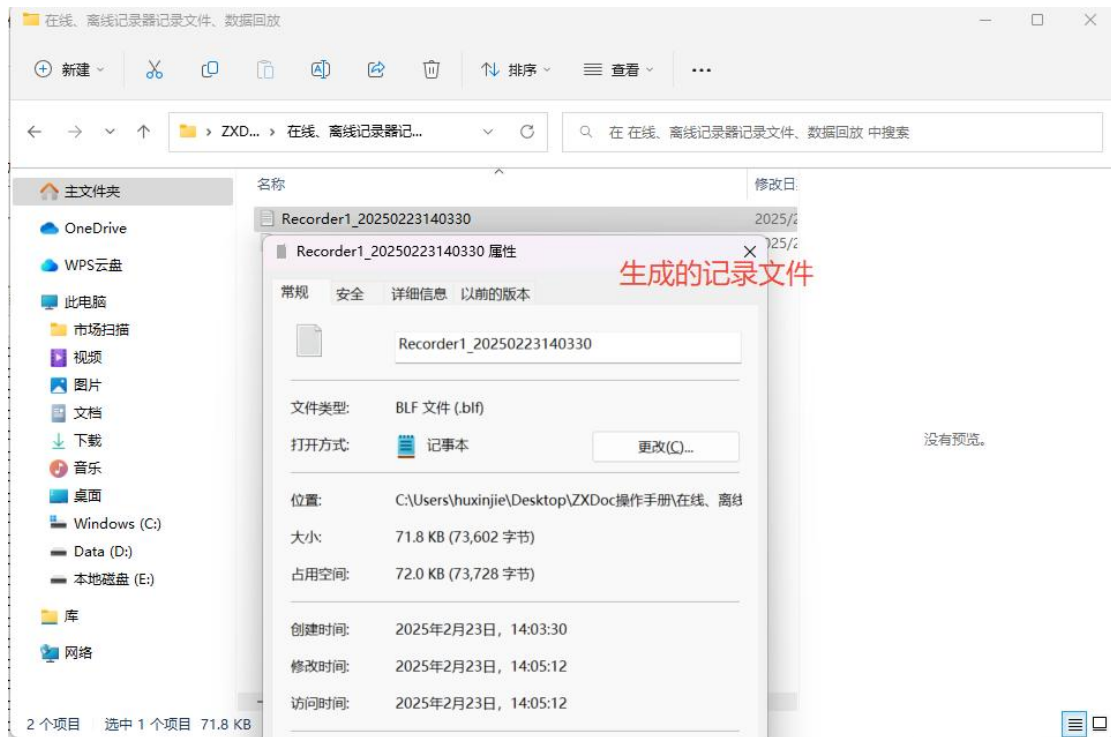 在线、离线记录器记录文件、数据回放
新建 排序 查看
ZXD... 在线、离线记录器记... 在 在线、离线记录器记录文件、数据回放 中搜索
主文件夹
OneDrive
WPS云盘
此电脑
市场扫描
视频
图片
文档
下载
音乐
桌面
Windows (C:)
Data (D:)
本地磁盘 (E:)
库
网络
名称 修改日
Recorder1_20250223140330 2025/2
025/2
Recorder1_20250223140330 属性
生成的记录文件
常规 安全 详细信息 以前的版本
Recorder1_20250223140330
文件类型: BLF 文件 (.blf)
打开方式: 记事本 更改(C)...
位置: C:\Users\huxinjie\Desktop\ZXDoc操作手册\在线、离线
大小: 71.8 KB (73,602 字节)
占用空间: 72.0 KB (73,728 字节)
创建时间: 2025年2月23日，14:03:30
修改时间: 2025年2月23日，14:05:12
访问时间: 2025年2月23日，14:05:12
没有预览。
2 个项目 选中 1 个项目 71.8 KB